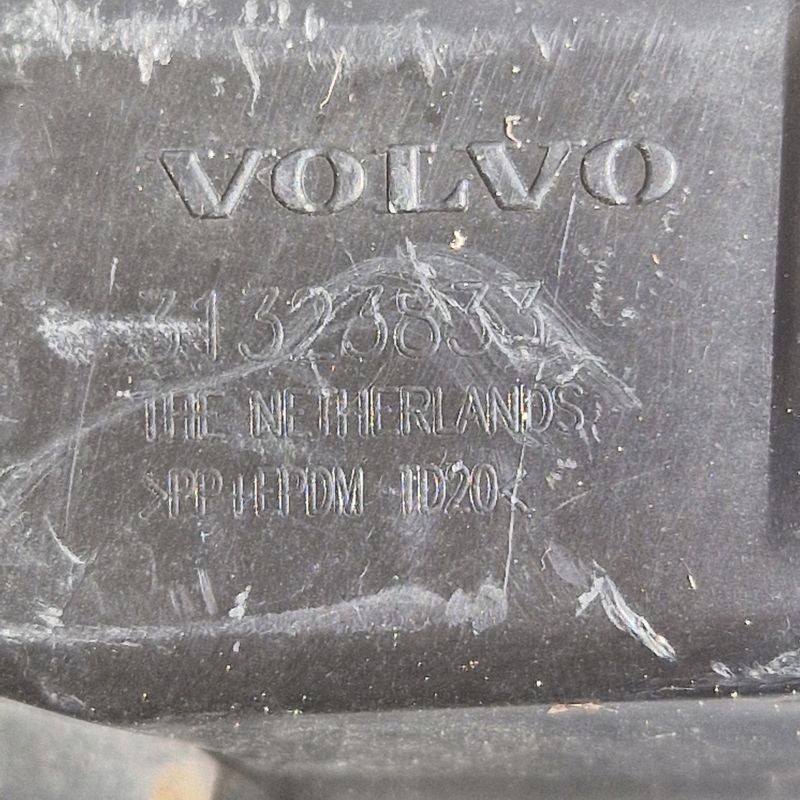 VOLVO
31323833
THE NETHERLANDS
>PP+EPDM TD20<